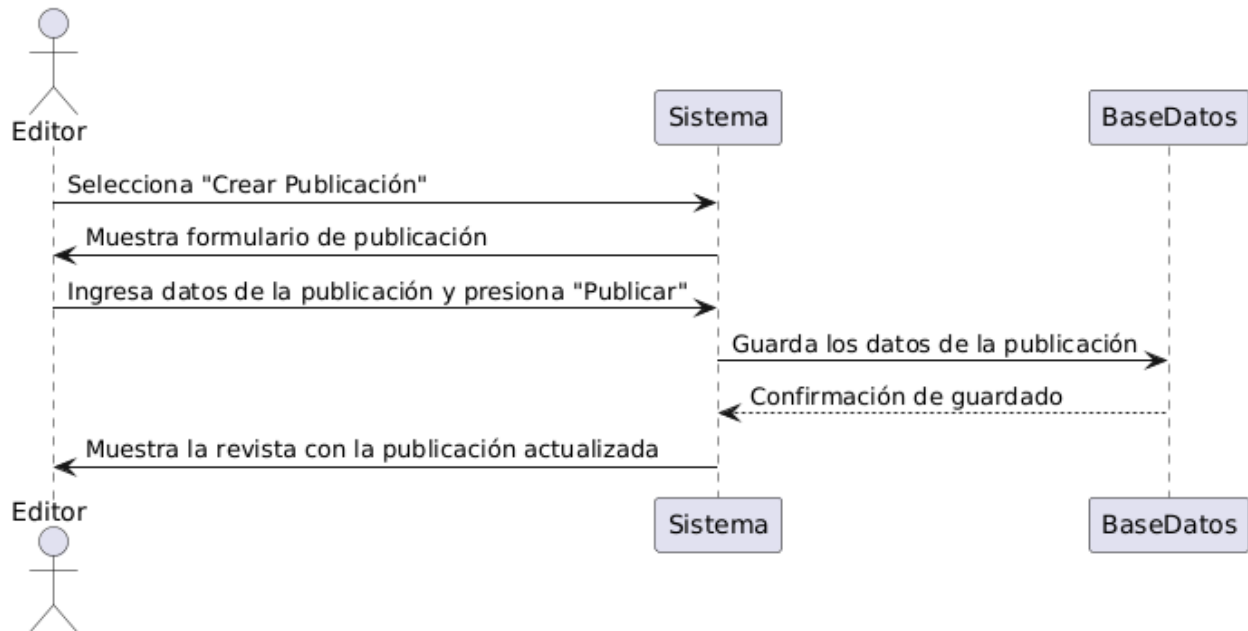 Editor
Sistema
BaseDatos
Selecciona "Crear Publicación"
Muestra formulario de publicación
Ingresa datos de la publicación y presiona "Publicar"
Guarda los datos de la publicación
Confirmación de guardado
Muestra la revista con la publicación actualizada
Editor
Sistema
BaseDatos